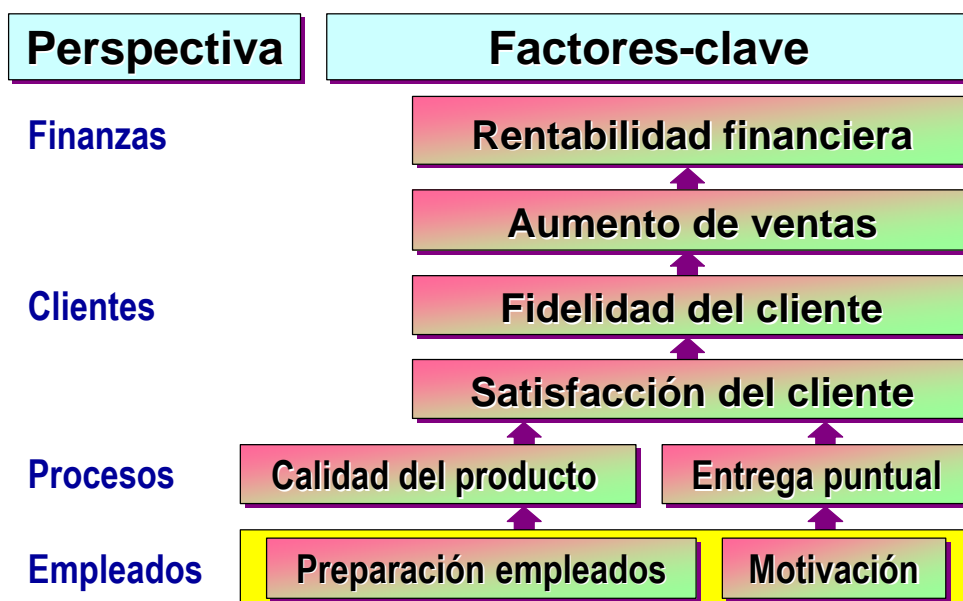 Perspectiva
Factores-clave
Finanzas
Rentabilidad financiera
Aumento de ventas
Clientes
Fidelidad del cliente
Satisfacción del cliente
Procesos
Calidad del producto
Entrega puntual
Empleados
Preparación empleados
Motivación